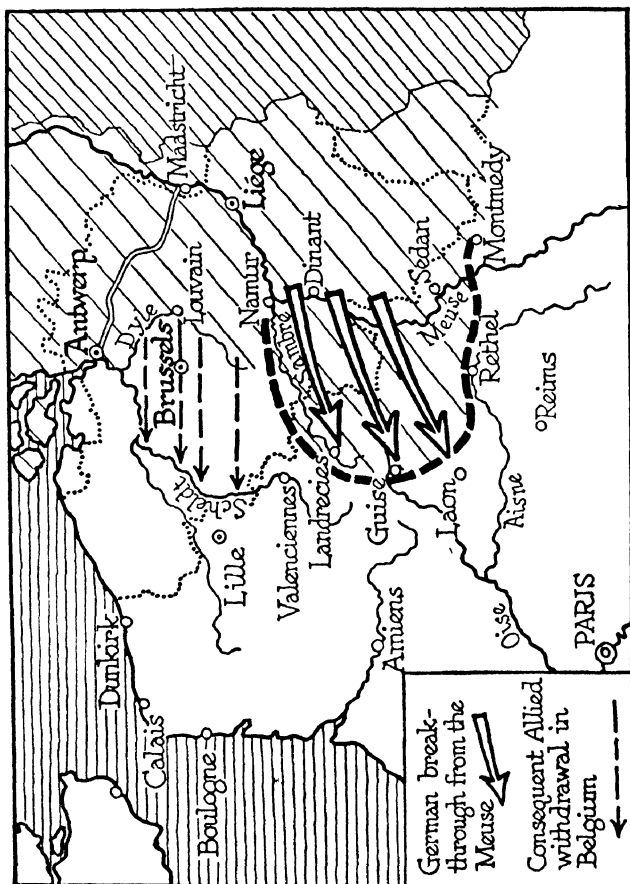 Antwerp
Maastricht
Dyle
Louvain
Brussels
Liége
Namur
Dinant
Sambre
Scheldt
Dunkirk
Calais
Boulogne
Lille
Valenciennes
Landrecies
Guise
Sedan
Meuse
Montmedy
Rethel
Laon
Aisne
Reims
Amiens
Oise
PARIS
German break-
through from the
Meuse
Consequent Allied
withdrawal in
Belgium